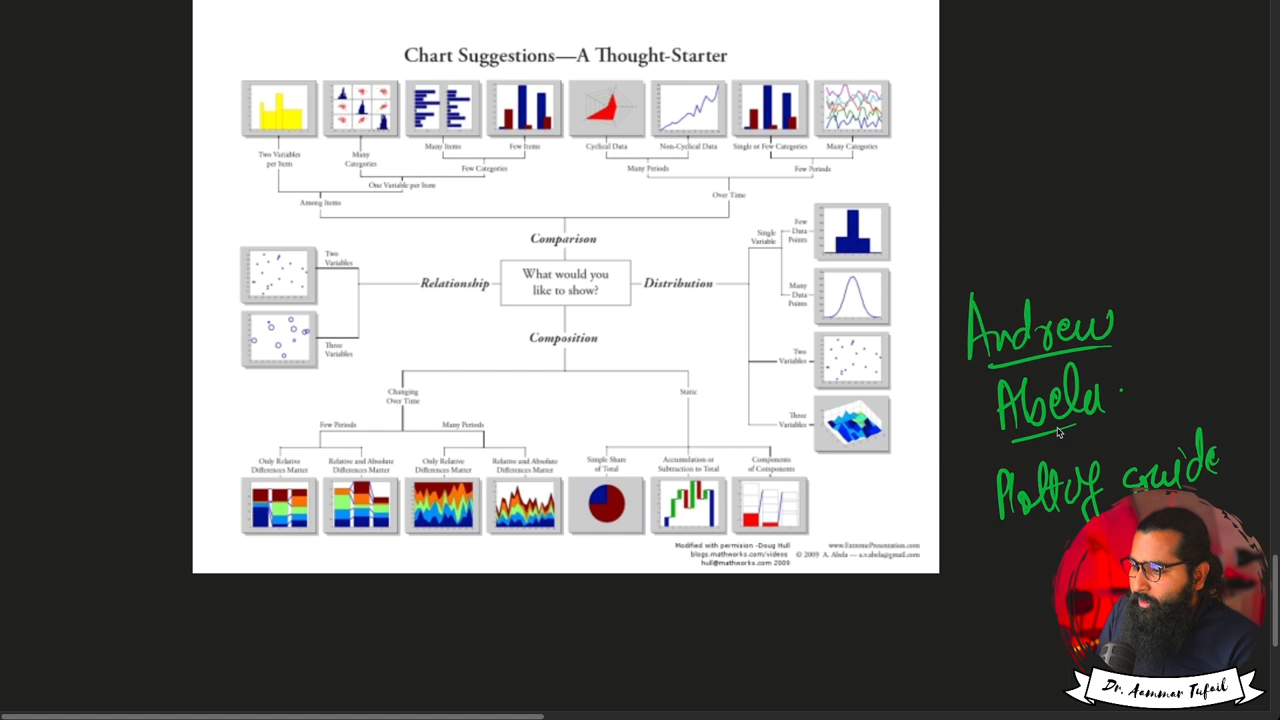 Chart Suggestions—A Thought-Starter
Two Variables
per Item
Many
Categories
Many Items
Few Items
Cyclical Data
Non-Cyclical Data
Single or Few Categories
Many Categories
Few Categories
Many Periods
Few Periods
One Variable per Item
Among Items
Over Time
Comparison
What would you
like to show?
Relationship
Two
Variables
Three
Variables
Distribution
Single
Variable
Few
Data
Points
Many
Data
Points
Two
Variables
Three
Variables
Composition
Changing
Over Time
Static
Few Periods
Many Periods
Only Relative
Differences Matter
Relative and Absolute
Differences Matter
Only Relative
Differences Matter
Relative and Absolute
Differences Matter
Simple Share
of Total
Accumulation or
Subtraction to Total
Components
of Components
Modified with permision -Doug Hull
blogs.mathworks.com/videos
hull@mathworks.com 2009
www.ExtremePresentation.com
© 2009 A. Abela — a.v.abela@gmail.com
Andrew
Abela.
Guide
Dr. Aammar Tufail